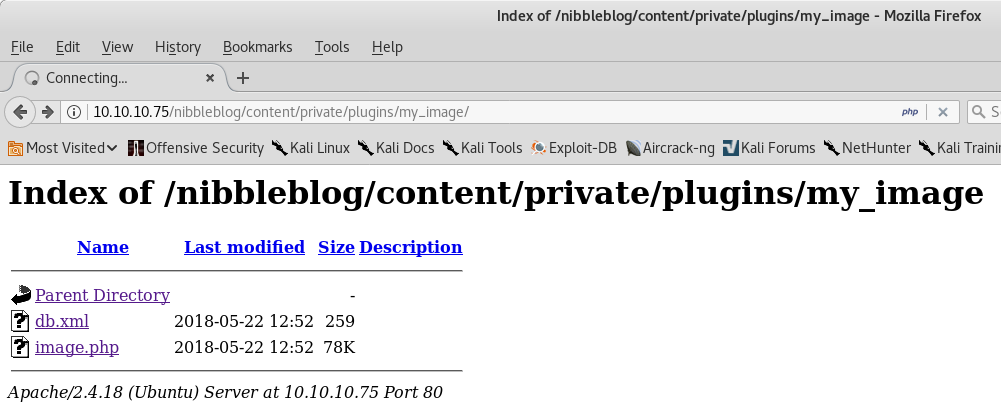 Index of /nibbleblog/content/private/plugins/my_image - Mozilla Firefox
File Edit View History Bookmarks Tools Help
Connecting...
10.10.10.75/nibbleblog/content/private/plugins/my_image/ php
Most Visited Offensive Security Kali Linux Kali Docs Kali Tools Exploit-DB Aircrack-ng Kali Forums NetHunter Kali Traini
Index of /nibbleblog/content/private/plugins/my_image
Name Last modified Size Description
Parent Directory -
db.xml 2018-05-22 12:52 259
image.php 2018-05-22 12:52 78K
Apache/2.4.18 (Ubuntu) Server at 10.10.10.75 Port 80